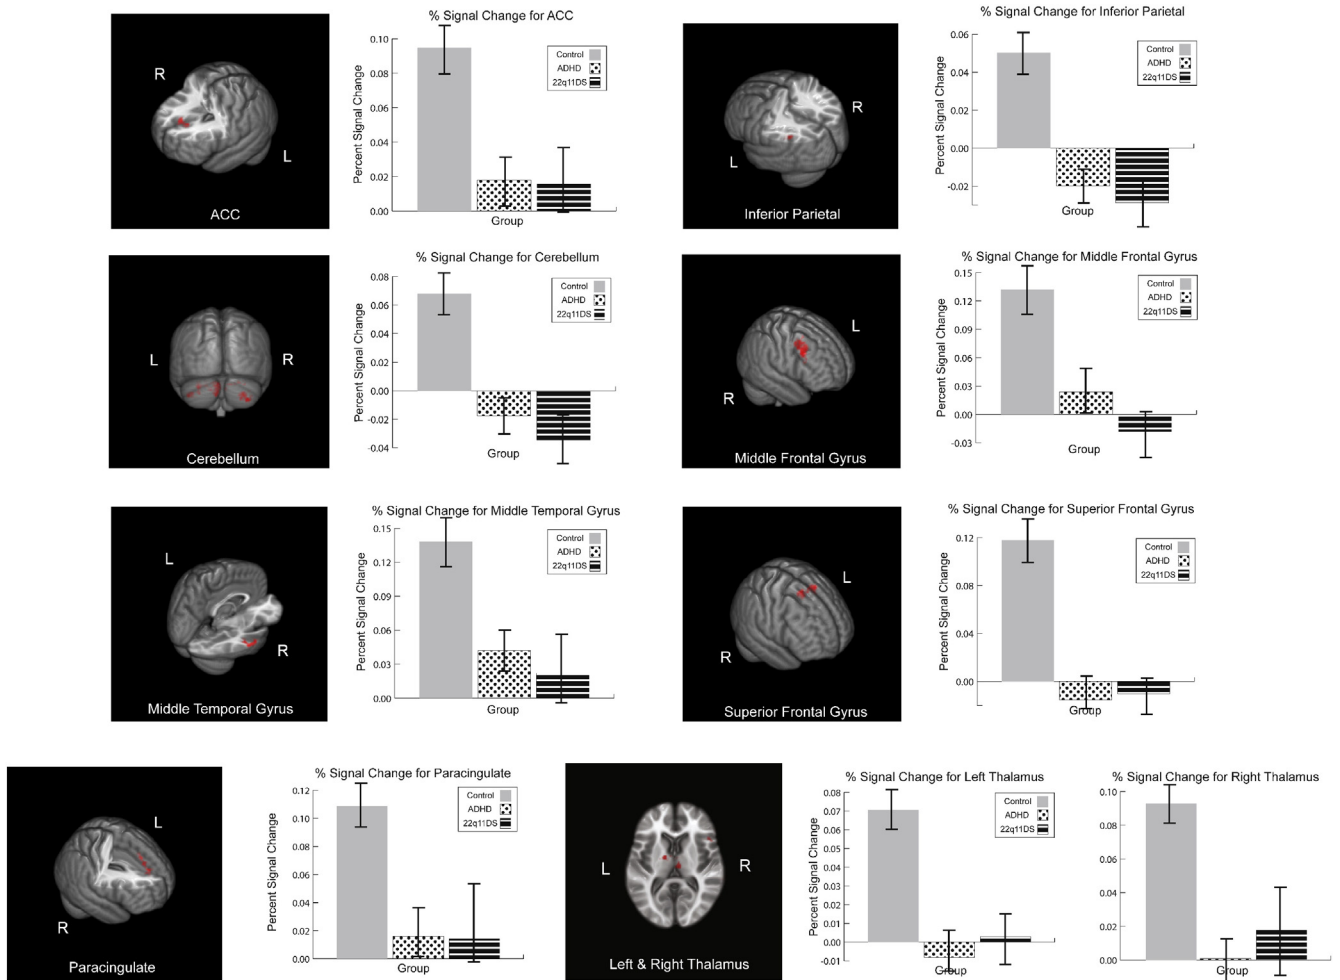 % Signal Change for ACC
R
L
ACC
Percent Signal Change
0.10
0.08
0.06
0.04
0.02
0.00
Control
ADHD
22q11DS
Group
% Signal Change for Inferior Parietal
R
L
Inferior Parietal
Percent Signal Change
0.06
0.04
0.02
0.00
-0.02
Control
ADHD
22q11DS
Group
% Signal Change for Cerebellum
L
R
Cerebellum
Percent Signal Change
0.08
0.06
0.04
0.02
0.00
-0.02
-0.04
Control
ADHD
22q11DS
Group
% Signal Change for Middle Frontal Gyrus
L
R
Middle Frontal Gyrus
Percent Signal Change
0.15
0.12
0.09
0.06
0.03
0.00
-0.03
Control
ADHD
22q11DS
Group
% Signal Change for Middle Temporal Gyrus
L
R
Middle Temporal Gyrus
Percent Signal Change
0.15
0.12
0.09
0.06
0.03
0.00
Control
ADHD
22q11DS
Group
% Signal Change for Superior Frontal Gyrus
L
R
Superior Frontal Gyrus
Percent Signal Change
0.12
0.08
0.04
0.00
Control
ADHD
22q11DS
Group
% Signal Change for Paracingulate
L
R
Paracingulate
Percent Signal Change
0.12
0.10
0.08
0.06
0.04
0.02
0.00
Control
ADHD
22q11DS
Group
L
R
Left & Right Thalamus
% Signal Change for Left Thalamus
Percent Signal Change
0.08
0.07
0.06
0.05
0.04
0.03
0.02
0.01
0.00
-0.01
Control
ADHD
22q11DS
Group
% Signal Change for Right Thalamus
Percent Signal Change
0.10
0.08
0.06
0.04
0.02
0.00
Control
ADHD
22q11DS
Group